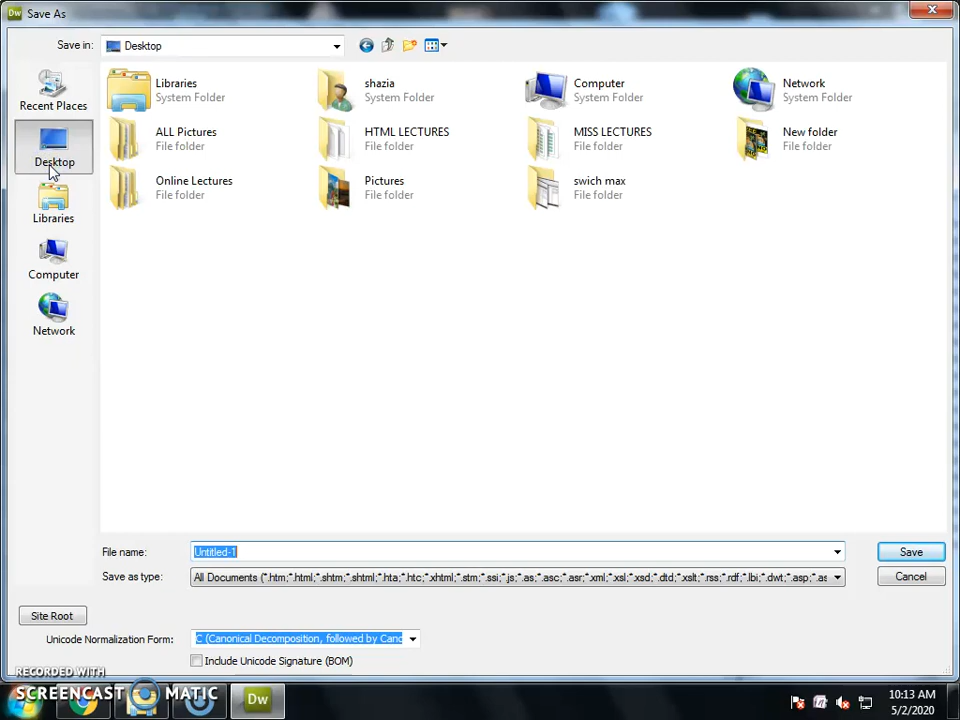 Dw Save As
Save in: Desktop
Recent Places
Desktop
Libraries
Computer
Network
Libraries
System Folder
shazia
System Folder
Computer
System Folder
Network
System Folder
ALL Pictures
File folder
HTML LECTURES
File folder
MISS LECTURES
File folder
New folder
File folder
Online Lectures
File folder
Pictures
File folder
swich max
File folder
File name: Untitled-1
Save
Save as type: All Documents (*.htm;*.html;*.shtm;*.shtml;*.hta;*.htc;*.xhtml;*.stm;*.ssi;*.js;*.as;*.asc;*.asr;*.xml;*.xsl;*.xsd;*.dtd;*.xslt;*.rss;*.rdf;*.lbi;*.dwt;*.asp;*.as
Cancel
Site Root
Unicode Normalization Form: C (Canonical Decomposition, followed by Canc
Include Unicode Signature (BOM)
RECORDED WITH
SCREENCAST MATIC
Dw
10:13 AM
5/2/2020